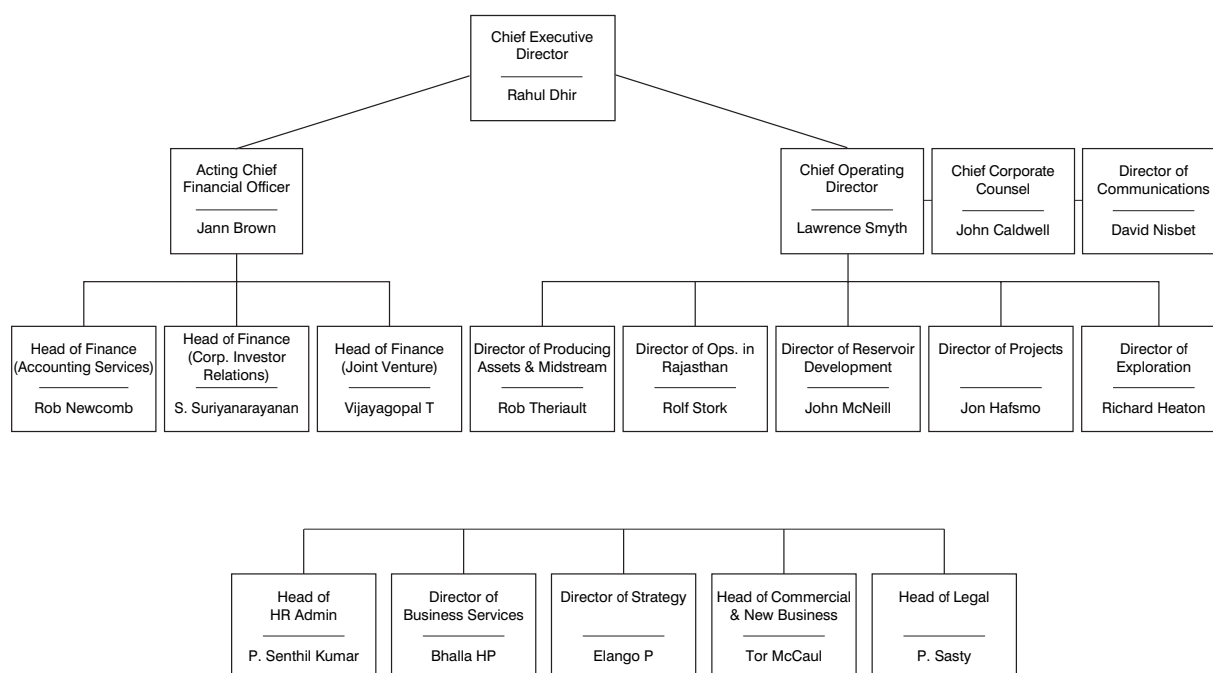 Chief Executive
Director
Rahul Dhir
Acting Chief
Financial Officer
Jann Brown
Chief Operating
Director
Lawrence Smyth
Chief Corporate
Counsel
John Caldwell
Director of
Communications
David Nisbet
Head of Finance
(Accounting Services)
Rob Newcomb
Head of Finance
(Corp. Investor
Relations)
S. Suriyanarayanan
Head of Finance
(Joint Venture)
Vijayagopal T
Director of Producing
Assets & Midstream
Rob Theriault
Director of Ops. in
Rajasthan
Rolf Stork
Director of Reservoir
Development
John McNeill
Director of Projects
Jon Hafsmo
Director of
Exploration
Richard Heaton
Head of
HR Admin
P. Senthil Kumar
Director of
Business Services
Bhalla HP
Director of Strategy
Elango P
Head of Commercial
& New Business
Tor McCaul
Head of Legal
P. Sasty